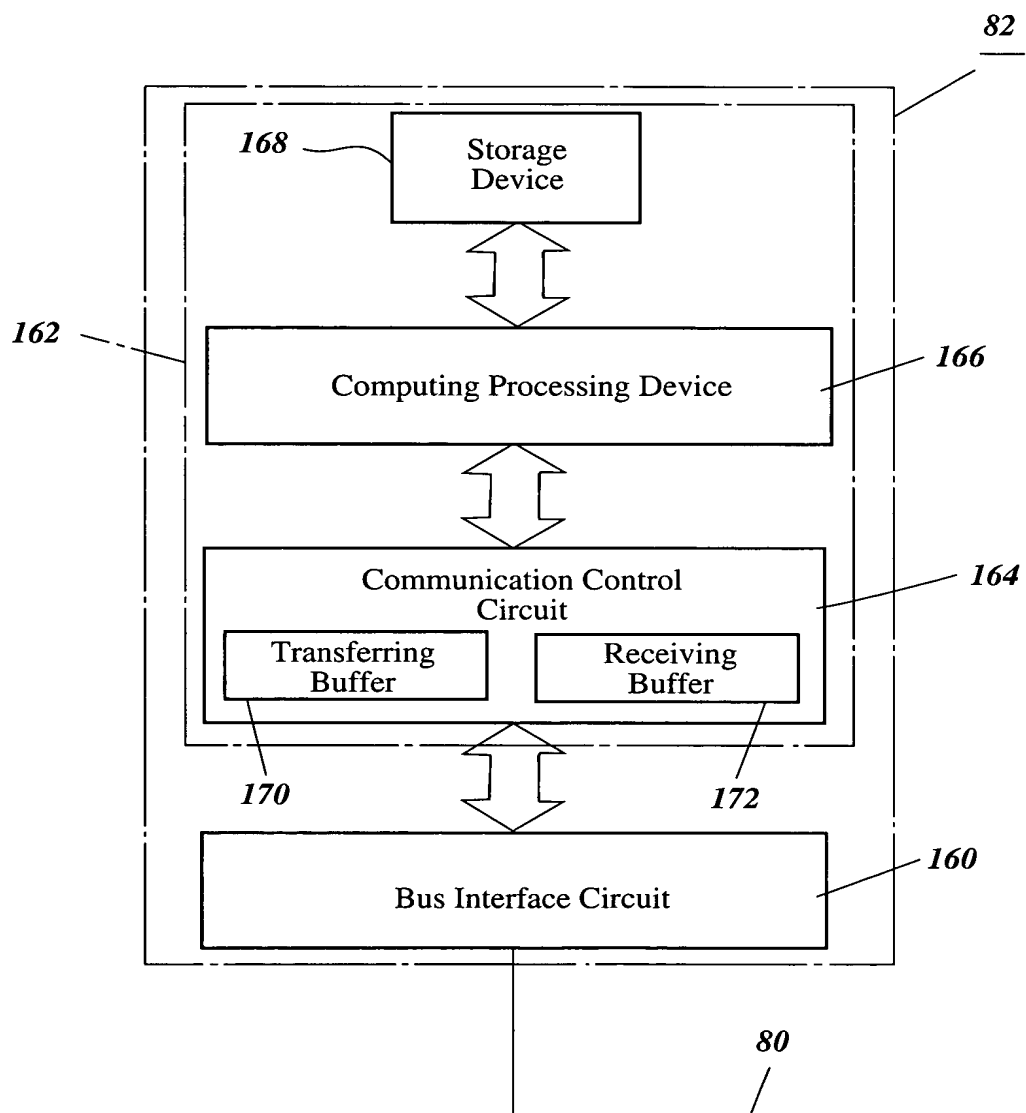 82
168
Storage
Device
162
Computing Processing Device
166
Communication Control
Circuit
164
Transferring
Buffer
Receiving
Buffer
170
172
Bus Interface Circuit
160
80